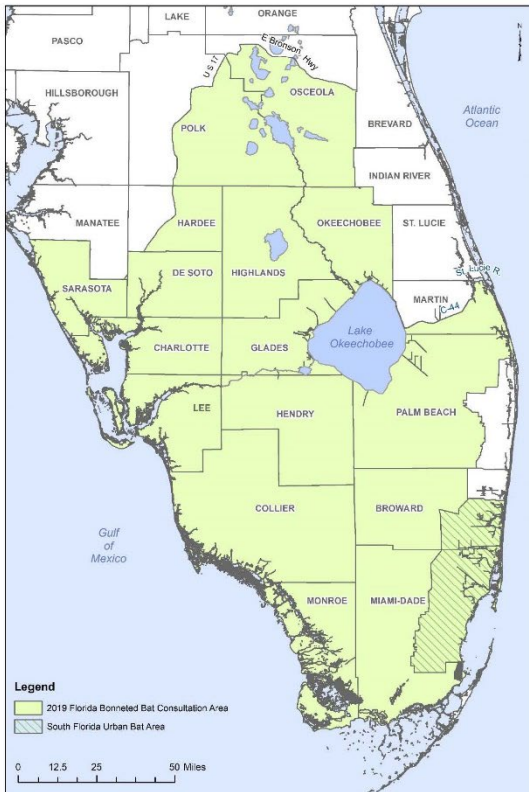 LAKE
ORANGE
PASCO
US 17
E Bronson Hwy
OSCEOLA
HILLSBOROUGH
POLK
BREVARD
Atlantic
Ocean
INDIAN RIVER
MANATEE
HARDEE
OKEECHOBEE
ST. LUCIE
DE SOTO
HIGHLANDS
SARASOTA
St. Lucie R
MARTIN
C-44
Lake
Okeechobee
CHARLOTTE
GLADES
LEE
HENDRY
PALM BEACH
COLLIER
BROWARD
Gulf
of
Mexico
MONROE
MIAMI-DADE
Legend
2019 Florida Bonneted Bat Consultation Area
South Florida Urban Bat Area
0 12.5 25 50 Miles